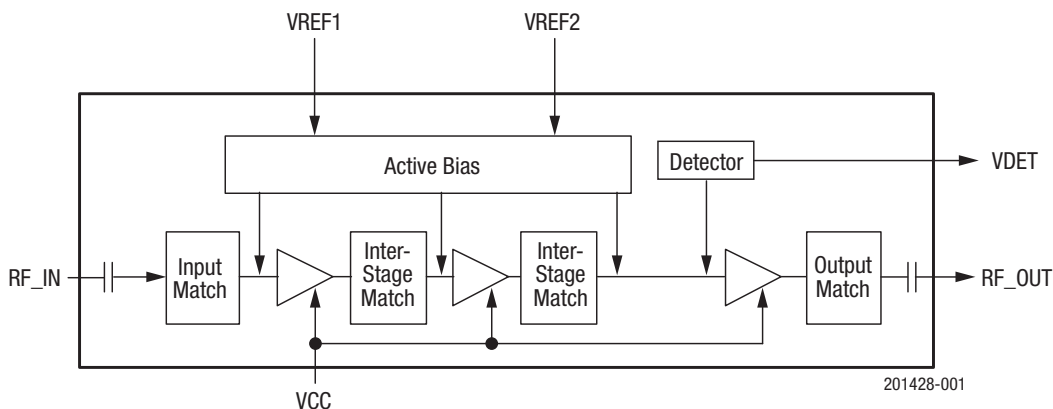 VREF1
VREF2
Active Bias
Detector
VDET
RF_IN
Input
Match
Inter-
Stage
Match
Inter-
Stage
Match
Output
Match
RF_OUT
VCC
201428-001